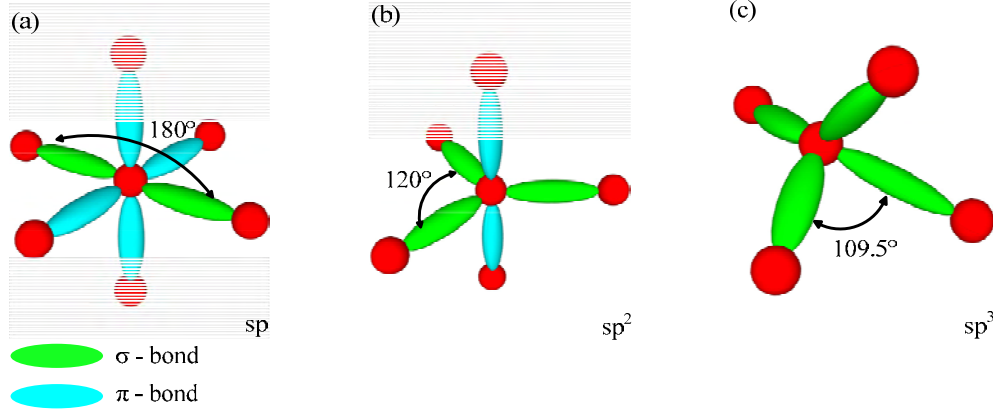 (a)
180°
sp
(b)
120°
sp²
(c)
109.5°
sp³
σ - bond
π - bond